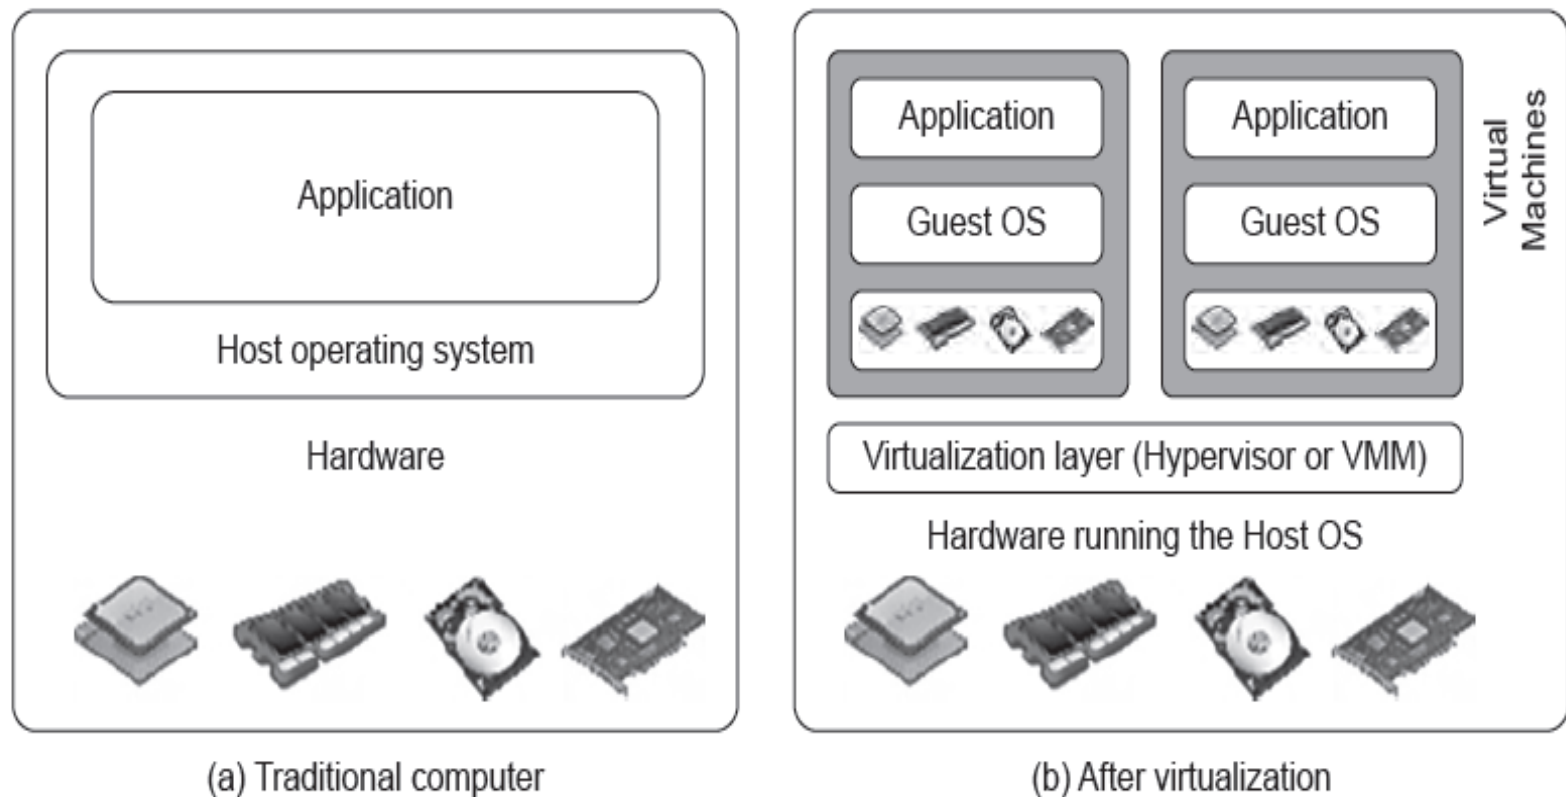 Application
Host operating system
Hardware
(a) Traditional computer
Application
Guest OS
Application
Guest OS
Virtual
Machines
Virtualization layer (Hypervisor or VMM)
Hardware running the Host OS
(b) After virtualization